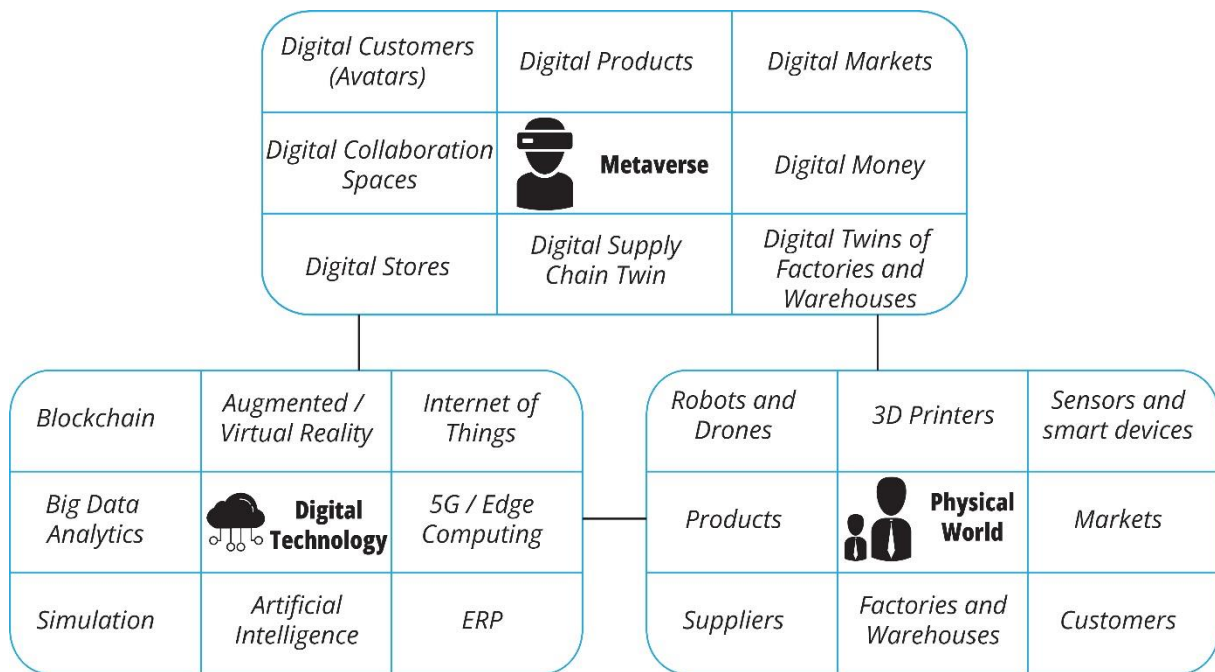 Digital Customers
(Avatars)
Digital Products
Digital Markets
Digital Collaboration
Spaces
Metaverse
Digital Money
Digital Stores
Digital Supply
Chain Twin
Digital Twins of
Factories and
Warehouses
Blockchain
Augmented /
Virtual Reality
Internet of
Things
Big Data
Analytics
Digital
Technology
5G / Edge
Computing
Simulation
Artificial
Intelligence
ERP
Robots and
Drones
3D Printers
Sensors and
smart devices
Products
Physical
World
Markets
Suppliers
Factories and
Warehouses
Customers